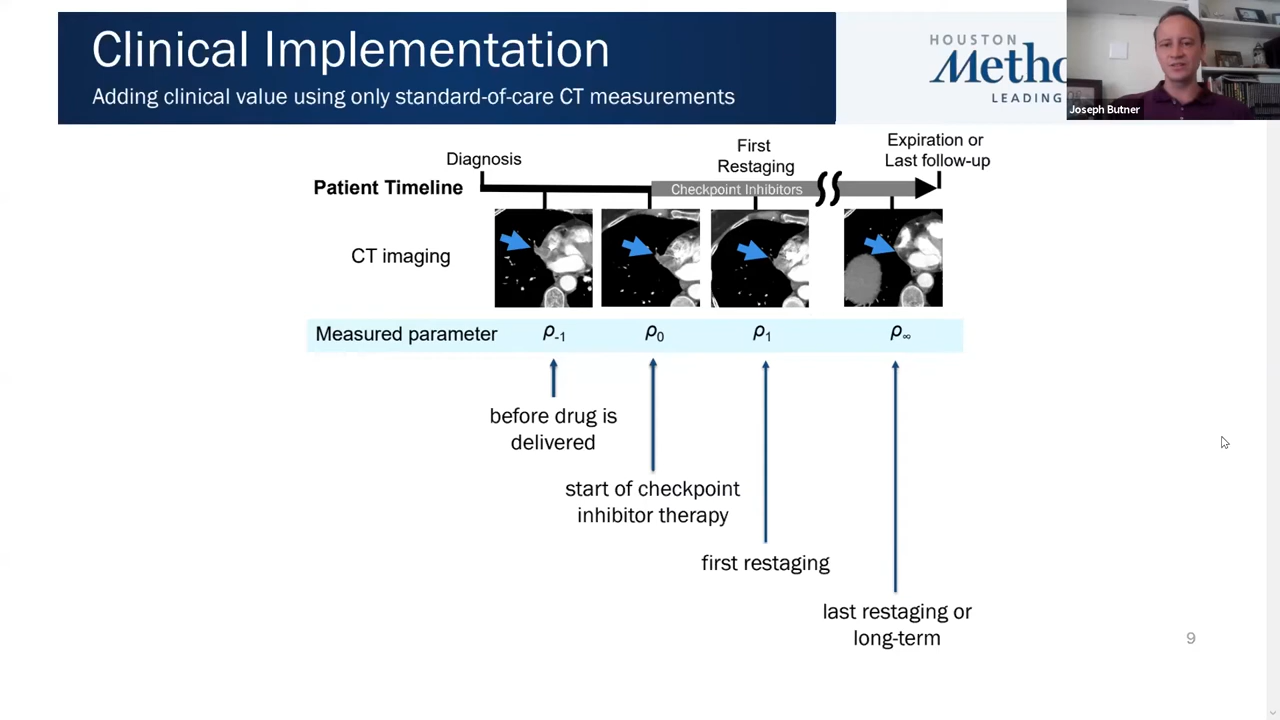 Clinical Implementation
Adding clinical value using only standard-of-care CT measurements
HOUSTON
Metho
LEADING
Joseph Butner
Diagnosis
First
Restaging
Expiration or
Last follow-up
Patient Timeline
Checkpoint Inhibitors
CT imaging
Measured parameter ρ₋₁ ρ₀ ρ₁ ρ∞
before drug is
delivered
start of checkpoint
inhibitor therapy
first restaging
last restaging or
long-term
9